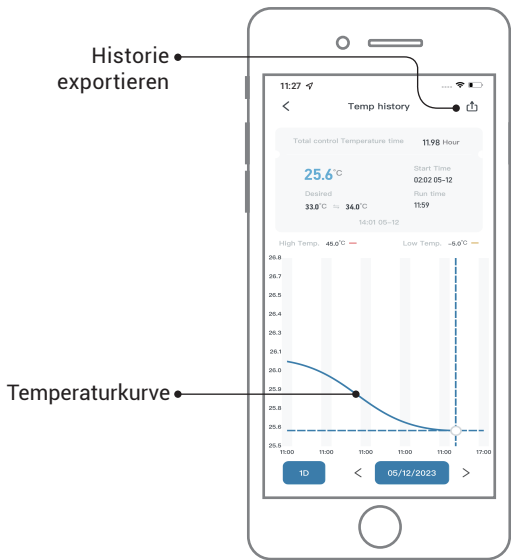 Historie
exportieren
11:27
Temp history
Total control Temperature time 11.98 Hour
25.6°C
Start Time
02:02 05-12
Desired
Run time
33.0°C ≒ 34.0°C
11:59
14:01 05--12
High Temp. 45.0°C
Low Temp. -5.0°C
26.8
26.7
26.5
26.4
26.3
26.1
26.0
25.9
25.8
25.6
25.5
Temperaturkurve
11:00 11:00 11:00 11:00 11:00 17:00
1D
< 05/12/2023 >